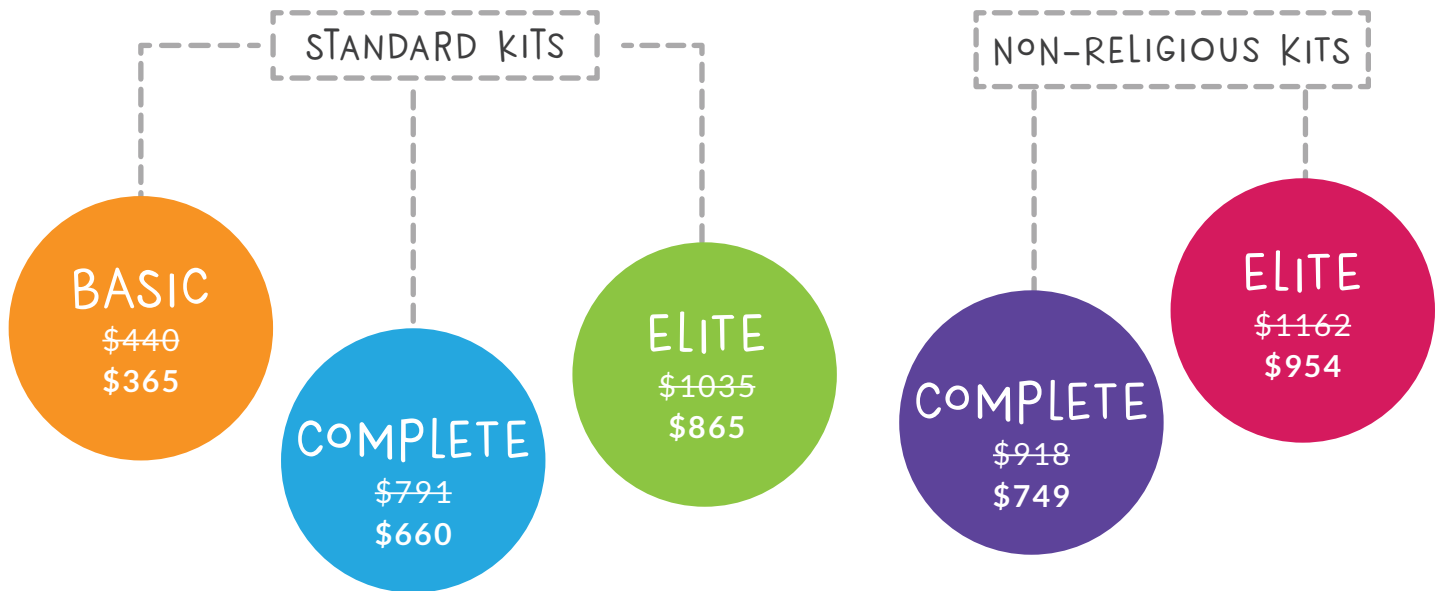 STANDARD KITS
BASIC
$440
$365
COMPLETE
$791
$660
ELITE
$1035
$865
NON-RELIGIOUS KITS
COMPLETE
$918
$749
ELITE
$1162
$954